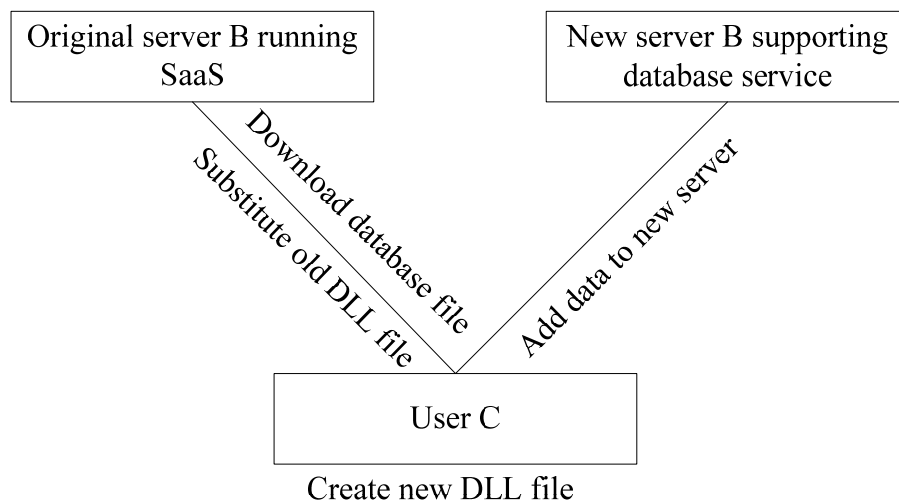 Original server B running
SaaS
New server B supporting
database service
Download database file
Substitute old DLL file
Add data to new server
User C
Create new DLL file